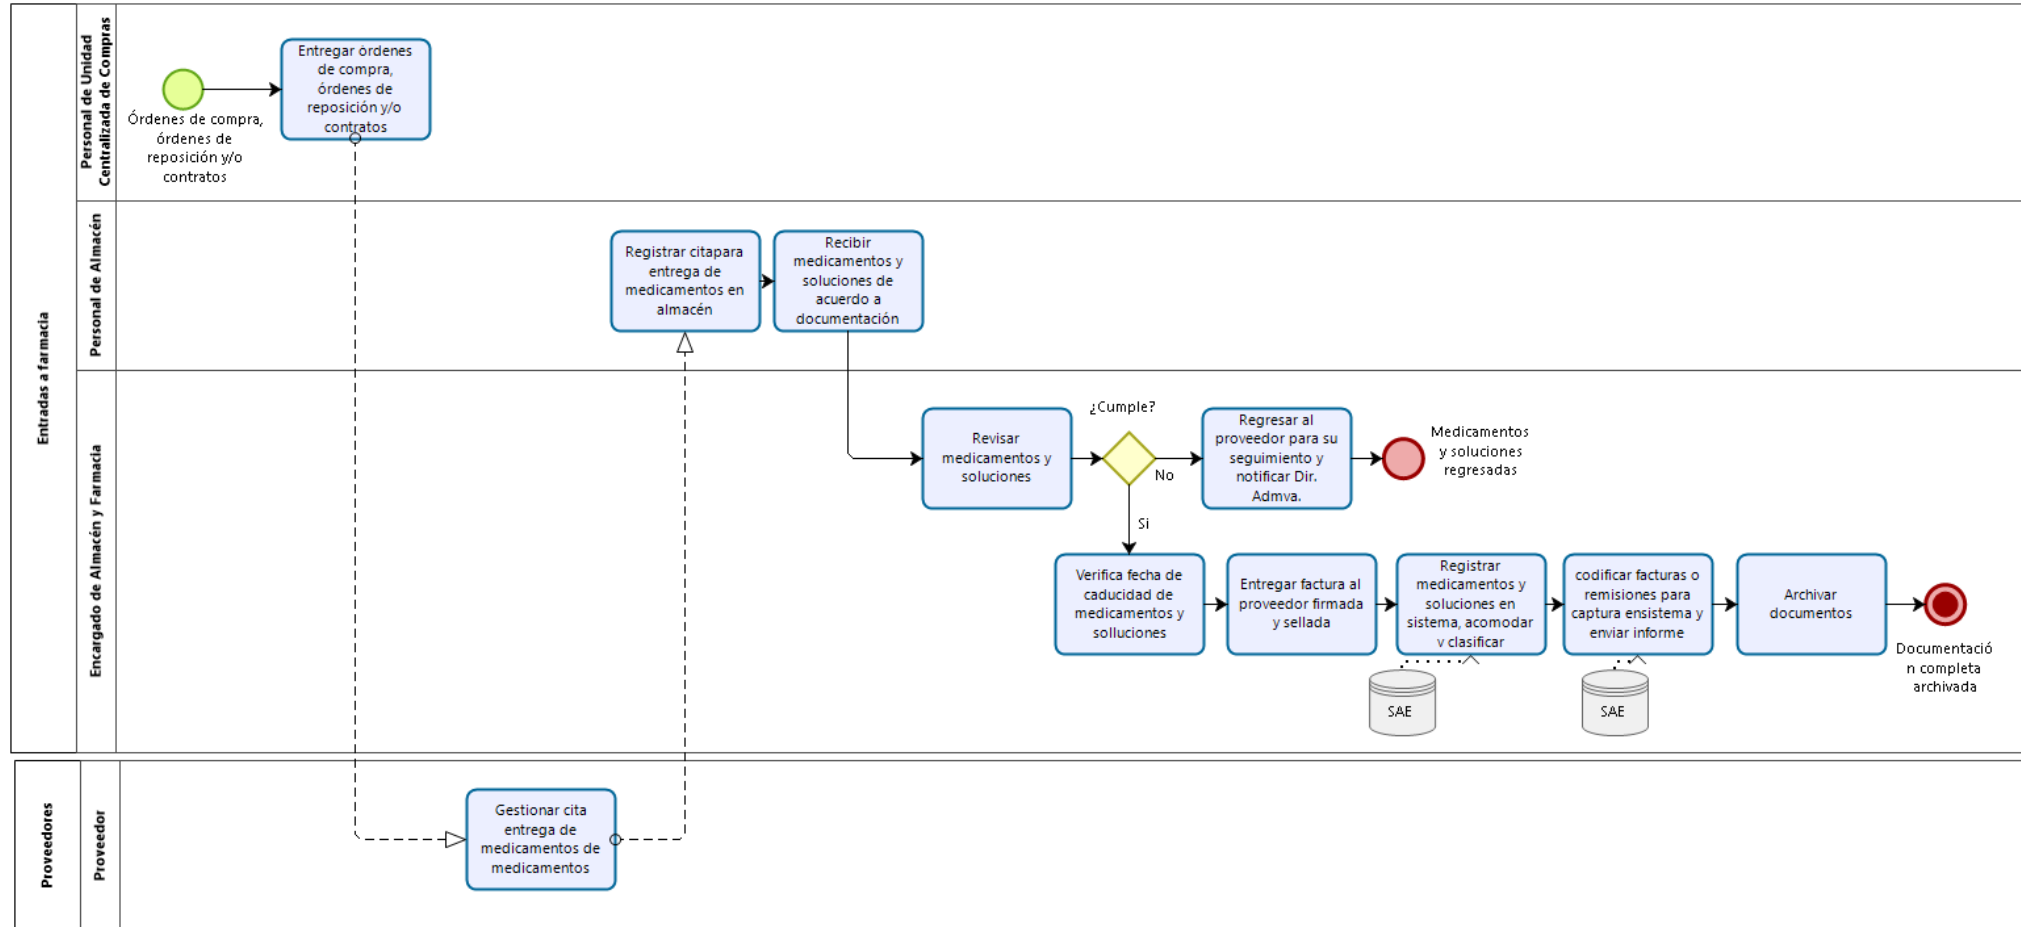 Entradas a farmacia
Personal de Unidad
Centralizada de Compras
Órdenes de compra,
órdenes de
reposición y/o
contratos
Entregar órdenes
de compra,
órdenes de
reposición y/o
contratos
Personal de Almacén
Registrar citapara
entrega de
medicamentos en
almacén
Recibir
medicamentos y
soluciones de
acuerdo a
documentación
Encargado de Almacén y Farmacia
Revisar
medicamentos y
soluciones
¿Cumple?
No
Si
Regresar al
proveedor para su
seguimiento y
notificar Dir.
Admva.
Medicamentos
y soluciones
regresadas
Verifica fecha de
caducidad de
medicamentos y
solluciones
Entregar factura al
proveedor firmada
y sellada
Registrar
medicamentos y
soluciones en
sistema, acomodar
y clasificar
codificar facturas o
remisiones para
captura ensistema y
enviar informe
Archivar
documentos
Documentació
n completa
archivada
SAE
SAE
Proveedores
Proveedor
Gestionar cita
entrega de
medicamentos de
medicamentos